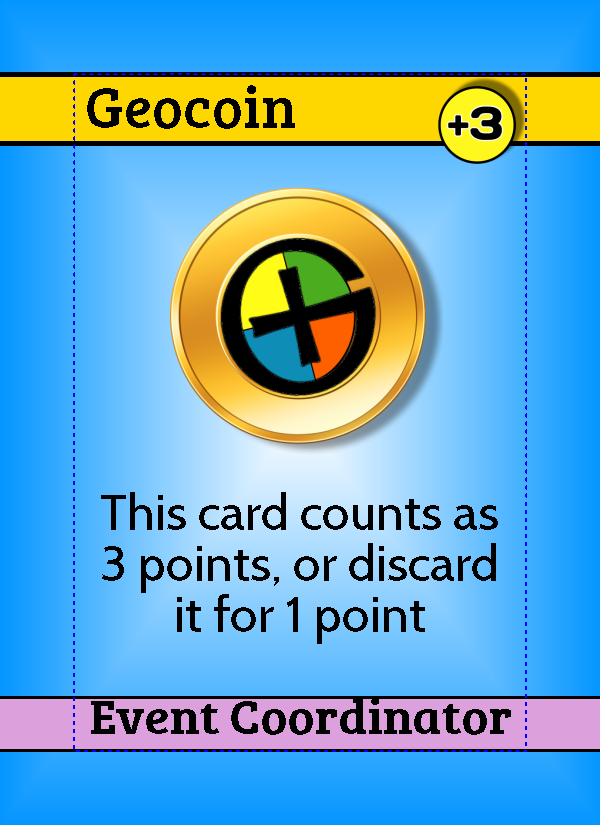 Geocoin
+3
This card counts as
3 points, or discard
it for 1 point
Event Coordinator